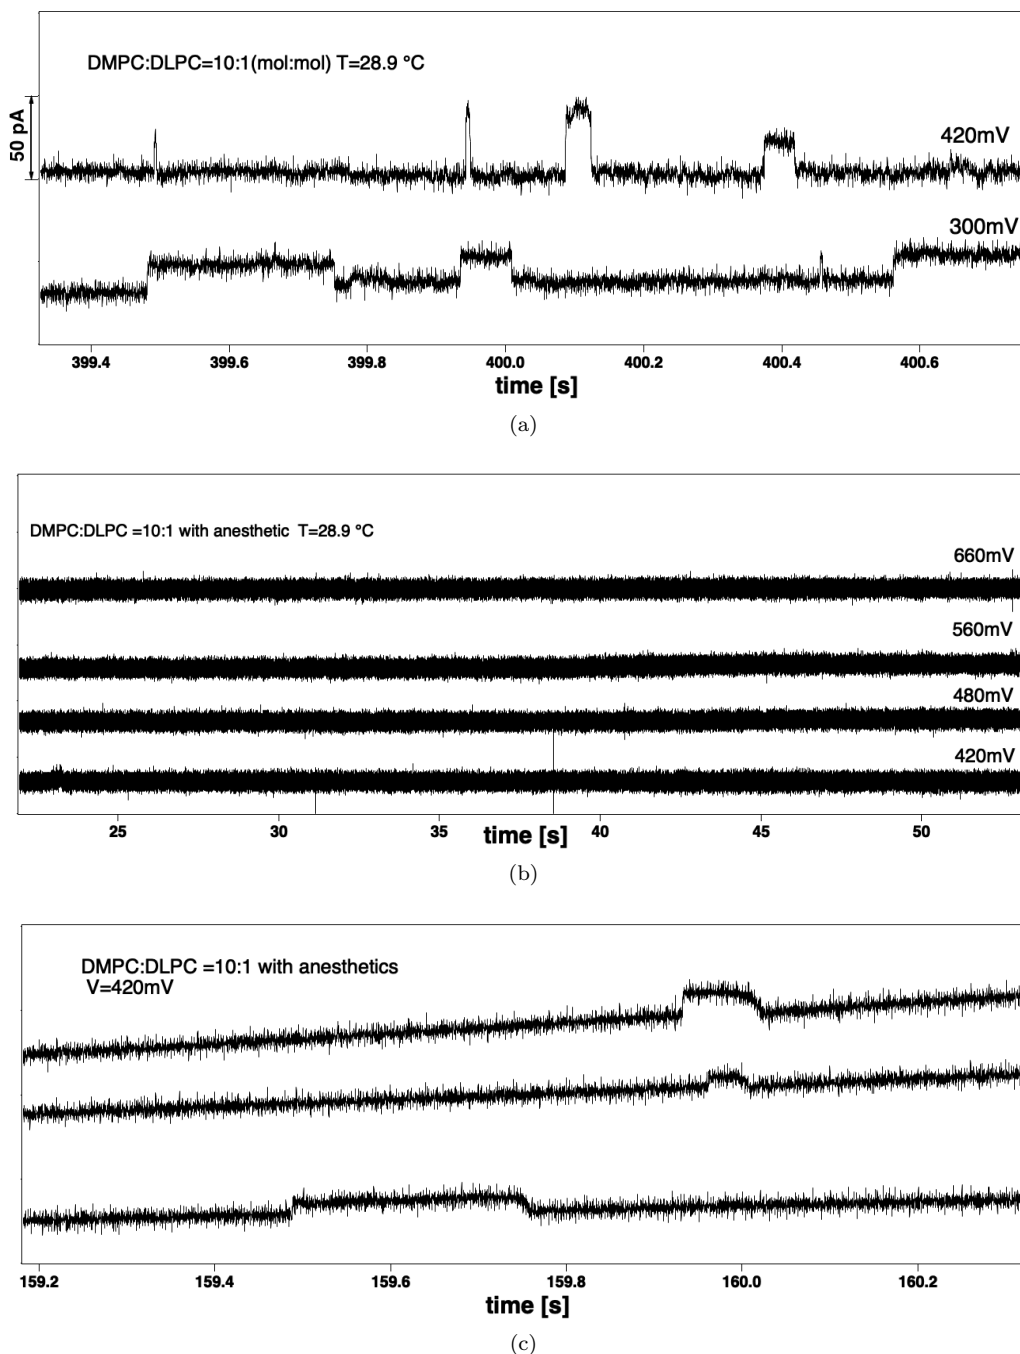 DMPC:DLPC=10:1(mol:mol) T=28.9 °C
50 pA
420mV
300mV
399.4 399.6 399.8 400.0 400.2 400.4 400.6
time [s]
(a)
DMPC:DLPC =10:1 with anesthetic T=28.9 °C
660mV
560mV
480mV
420mV
25 30 35 40 45 50
time [s]
(b)
DMPC:DLPC =10:1 with anesthetics
V=420mV
159.2 159.4 159.6 159.8 160.0 160.2
time [s]
(c)